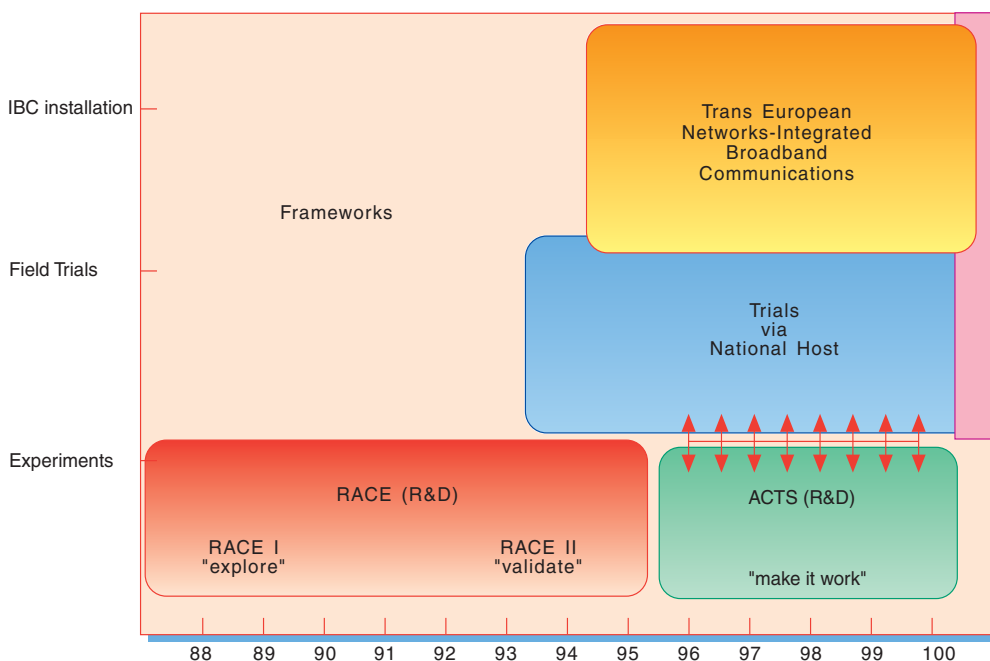 IBC installation
Trans European
Networks-Integrated
Broadband
Communications
Frameworks
Field Trials
Trials
via
National Host
Experiments
RACE (R&D)
RACE I
"explore"
RACE II
"validate"
ACTS (R&D)
"make it work"
88 89 90 91 92 93 94 95 96 97 98 99 100